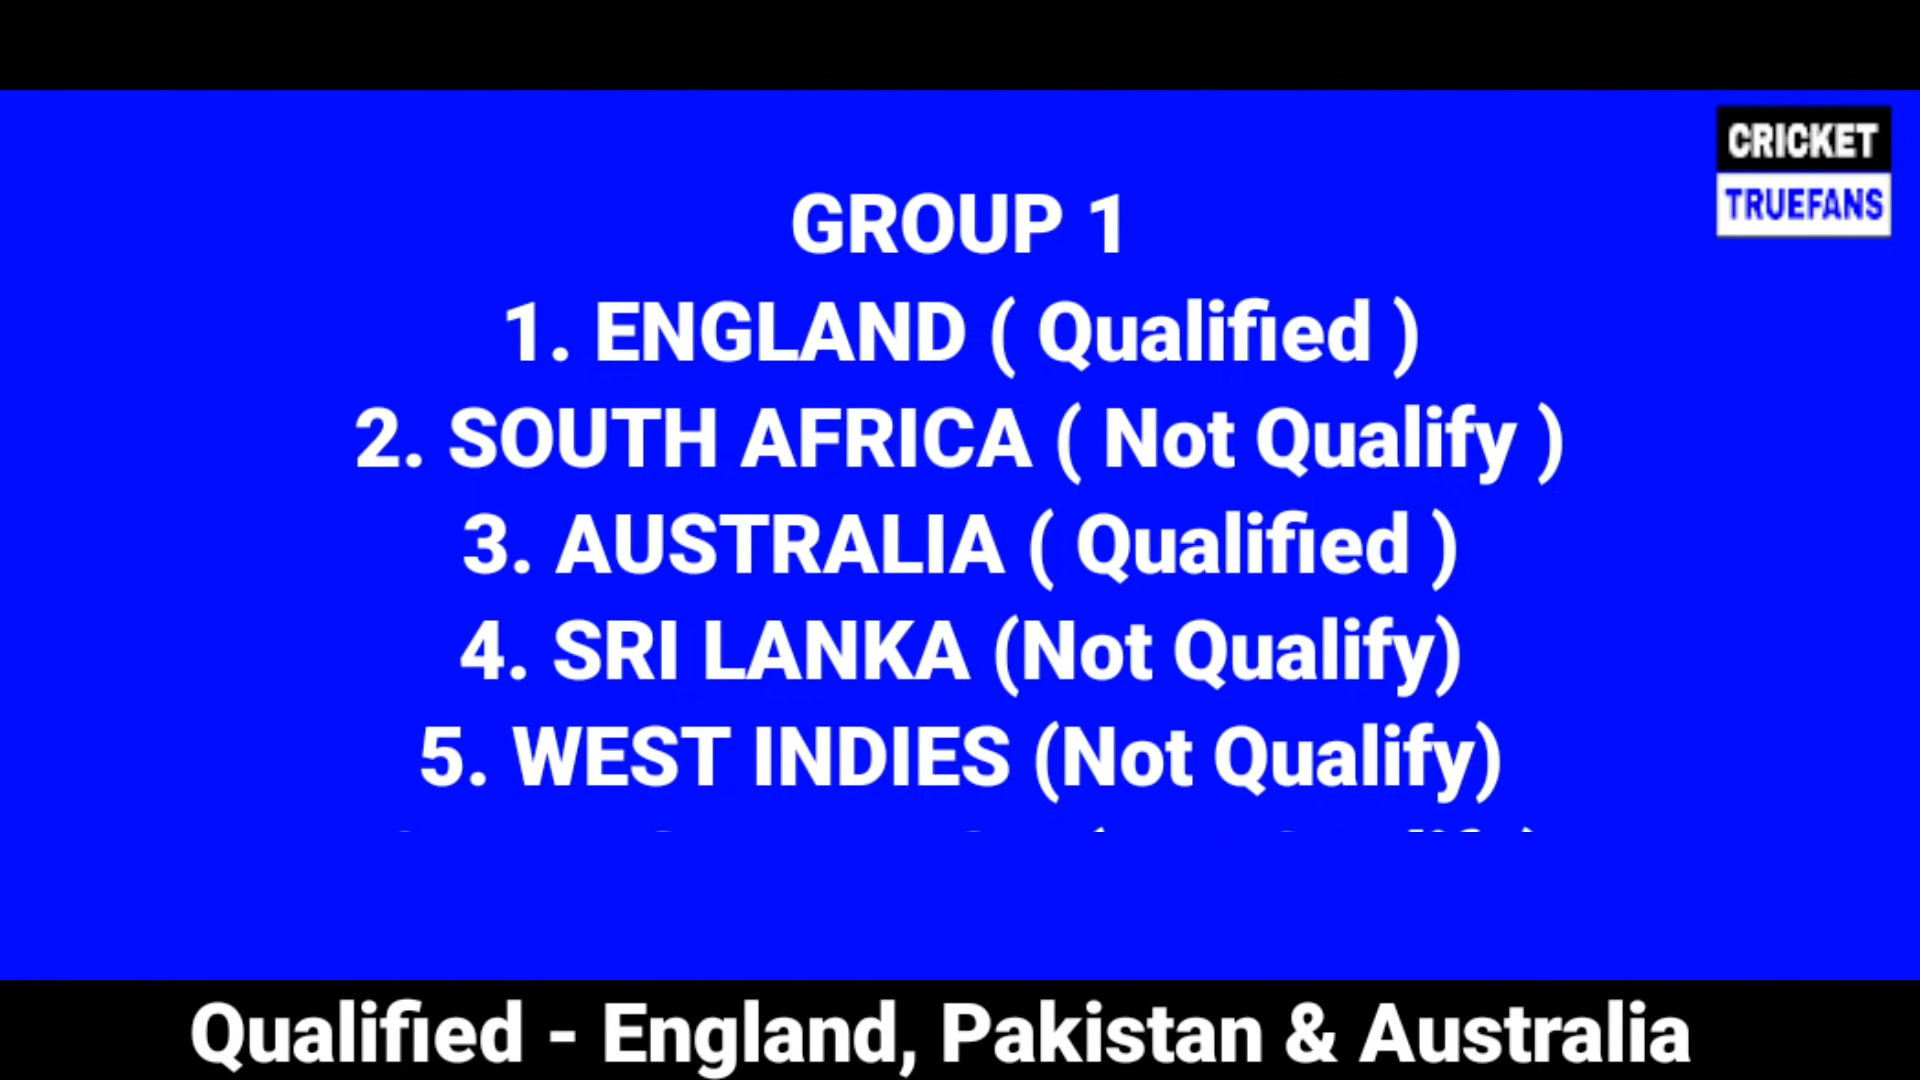 CRICKET
TRUEFANS
GROUP 1
1. ENGLAND ( Qualified )
2. SOUTH AFRICA ( Not Qualify )
3. AUSTRALIA ( Qualified )
4. SRI LANKA (Not Qualify)
5. WEST INDIES (Not Qualify)
Qualified - England, Pakistan & Australia